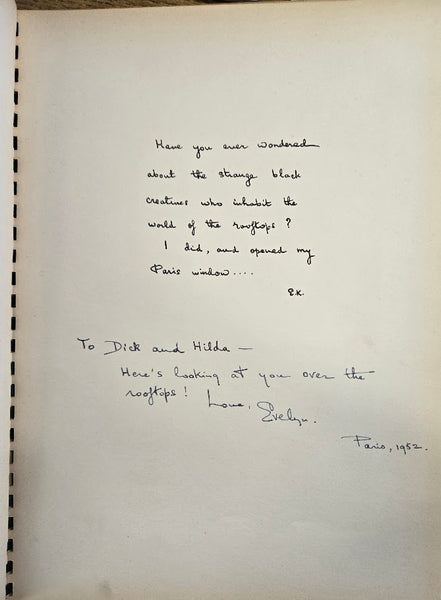 Have you ever wondered
about the strange black
creatures who inhabit the
world of the rooftops?
I did, and opened my
Paris window....
E.K.
To Dick and Hilda —
Here's looking at you over the
rooftops!
Love,
Evelyn.
Paris, 1952.